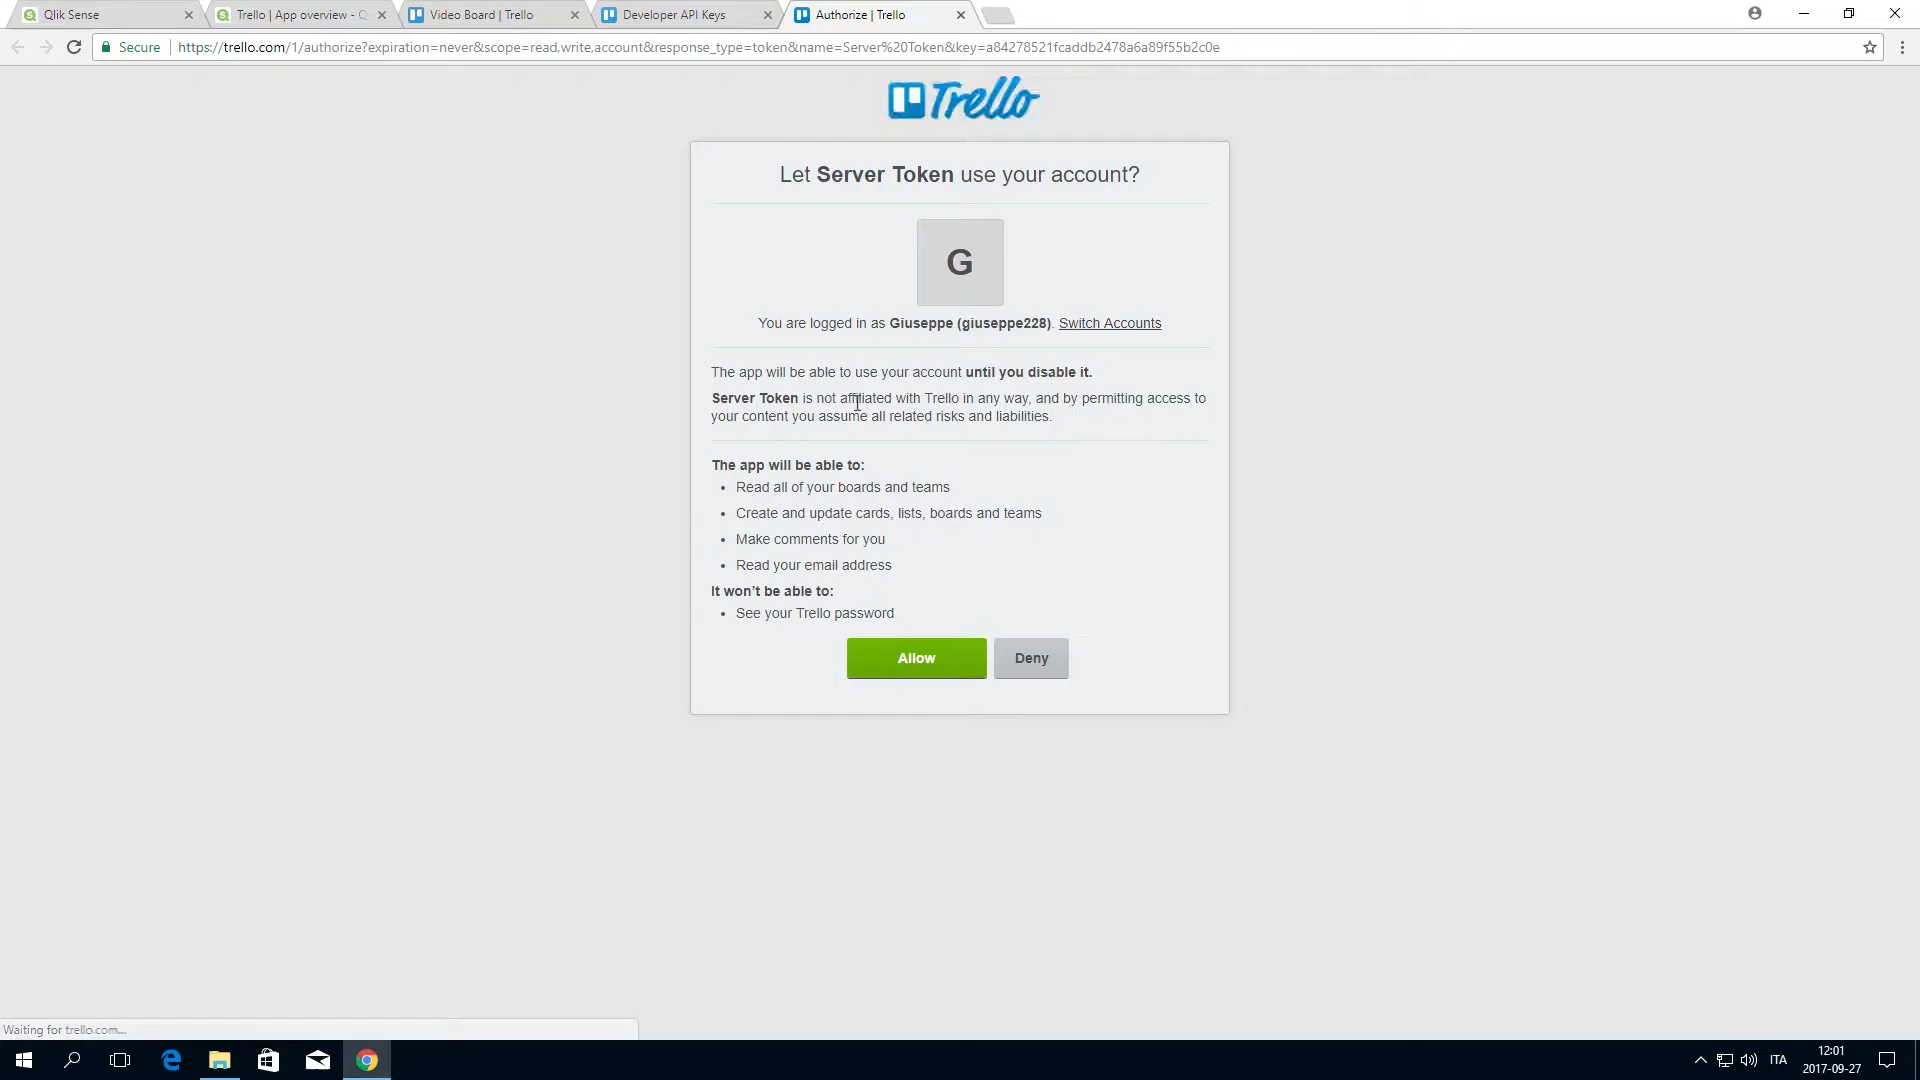 Qlik Sense
Trello | App overview - Q
Video Board | Trello
Developer API Keys
Authorize | Trello
Secure
https://trello.com/1/authorize?expiration=never&scope=read,write,account&response_type=token&name=Server%20Token&key=a84278521fcaddb2478a6a89f55b2c0e
Trello
Let Server Token use your account?
G
You are logged in as Giuseppe (giuseppe228). Switch Accounts
The app will be able to use your account until you disable it.
Server Token is not affiliated with Trello in any way, and by permitting access to
your content you assume all related risks and liabilities.
The app will be able to:
• Read all of your boards and teams
• Create and update cards, lists, boards and teams
• Make comments for you
• Read your email address
It won't be able to:
• See your Trello password
Allow
Deny
Waiting for trello.com...
ITA
12:01
2017-09-27